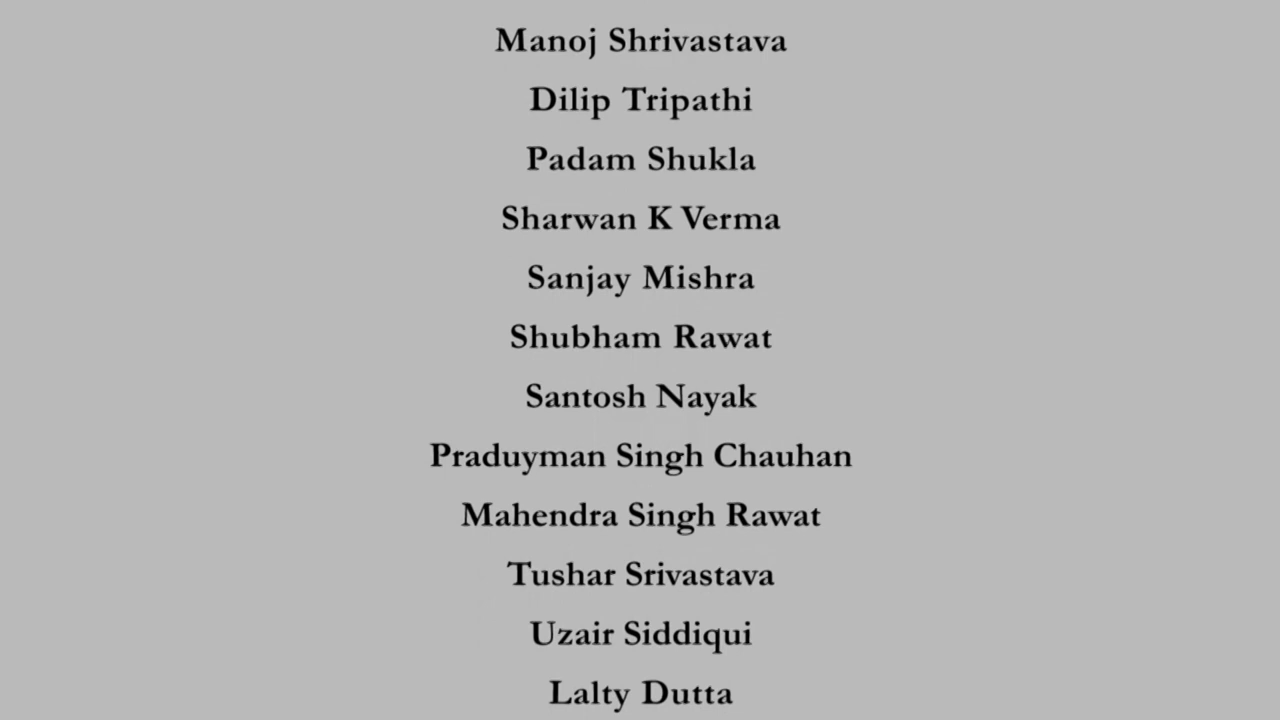 Manoj Shrivastava
Dilip Tripathi
Padam Shukla
Sharwan K Verma
Sanjay Mishra
Shubham Rawat
Santosh Nayak
Praduyman Singh Chauhan
Mahendra Singh Rawat
Tushar Srivastava
Uzair Siddiqui
Lalty Dutta